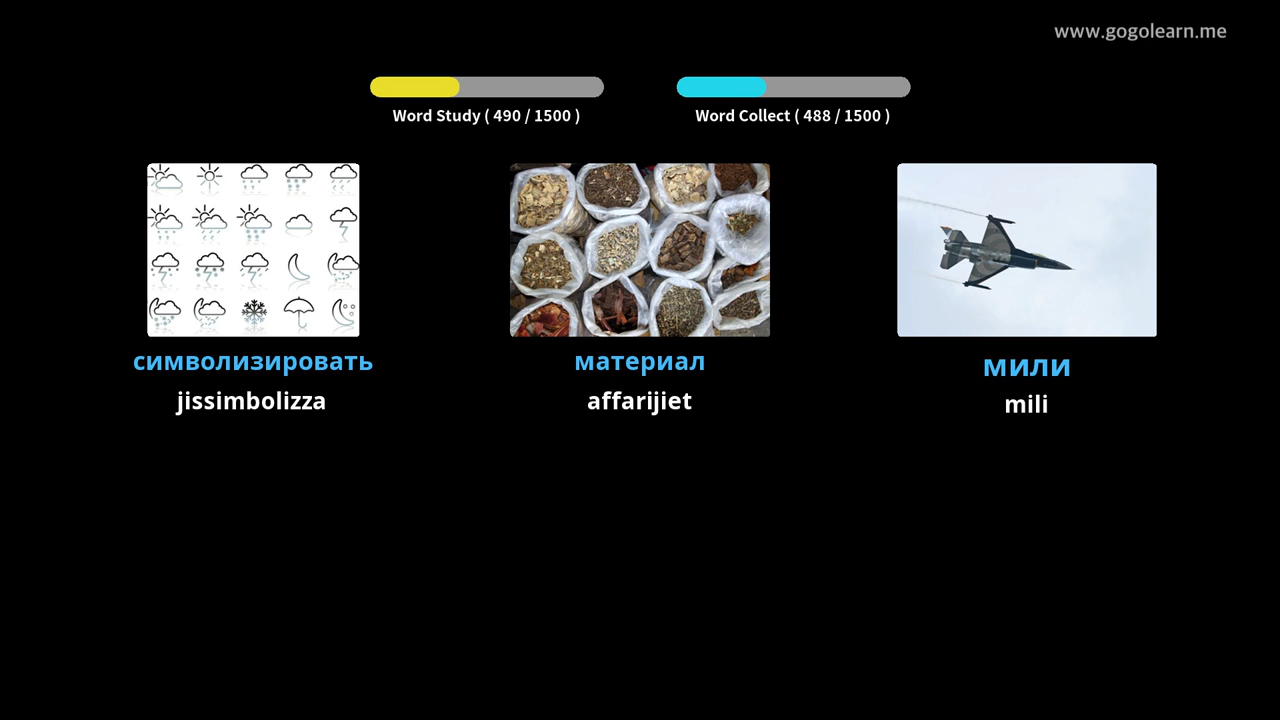 www.gogolearn.me
Word Study ( 490 / 1500 )
Word Collect ( 488 / 1500 )
символизировать
материал
мили
jissimbolizza
affarijiet
mili